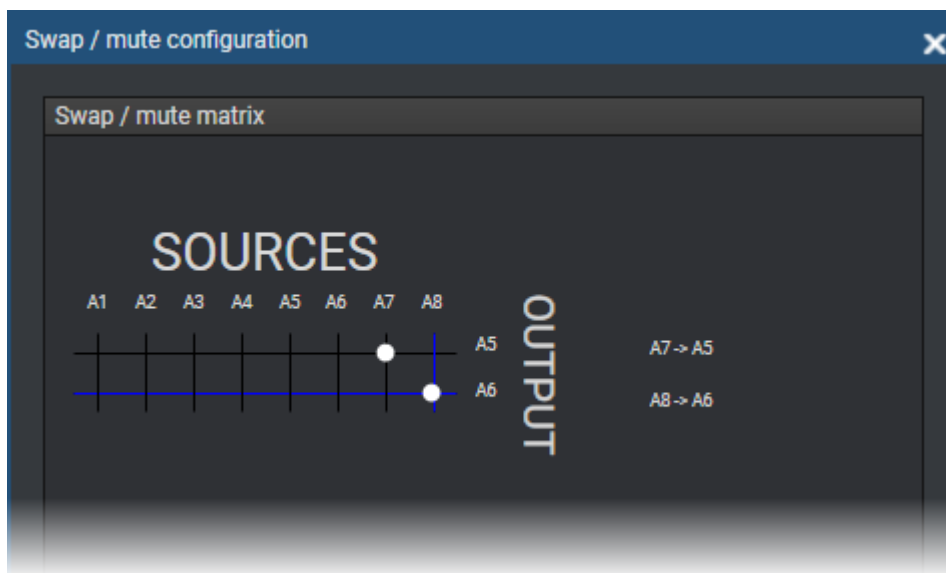 Swap / mute configuration
Swap / mute matrix
SOURCES
A1 A2 A3 A4 A5 A6 A7 A8
A5
A6
OUTPUT
A7 -> A5
A8 -> A6